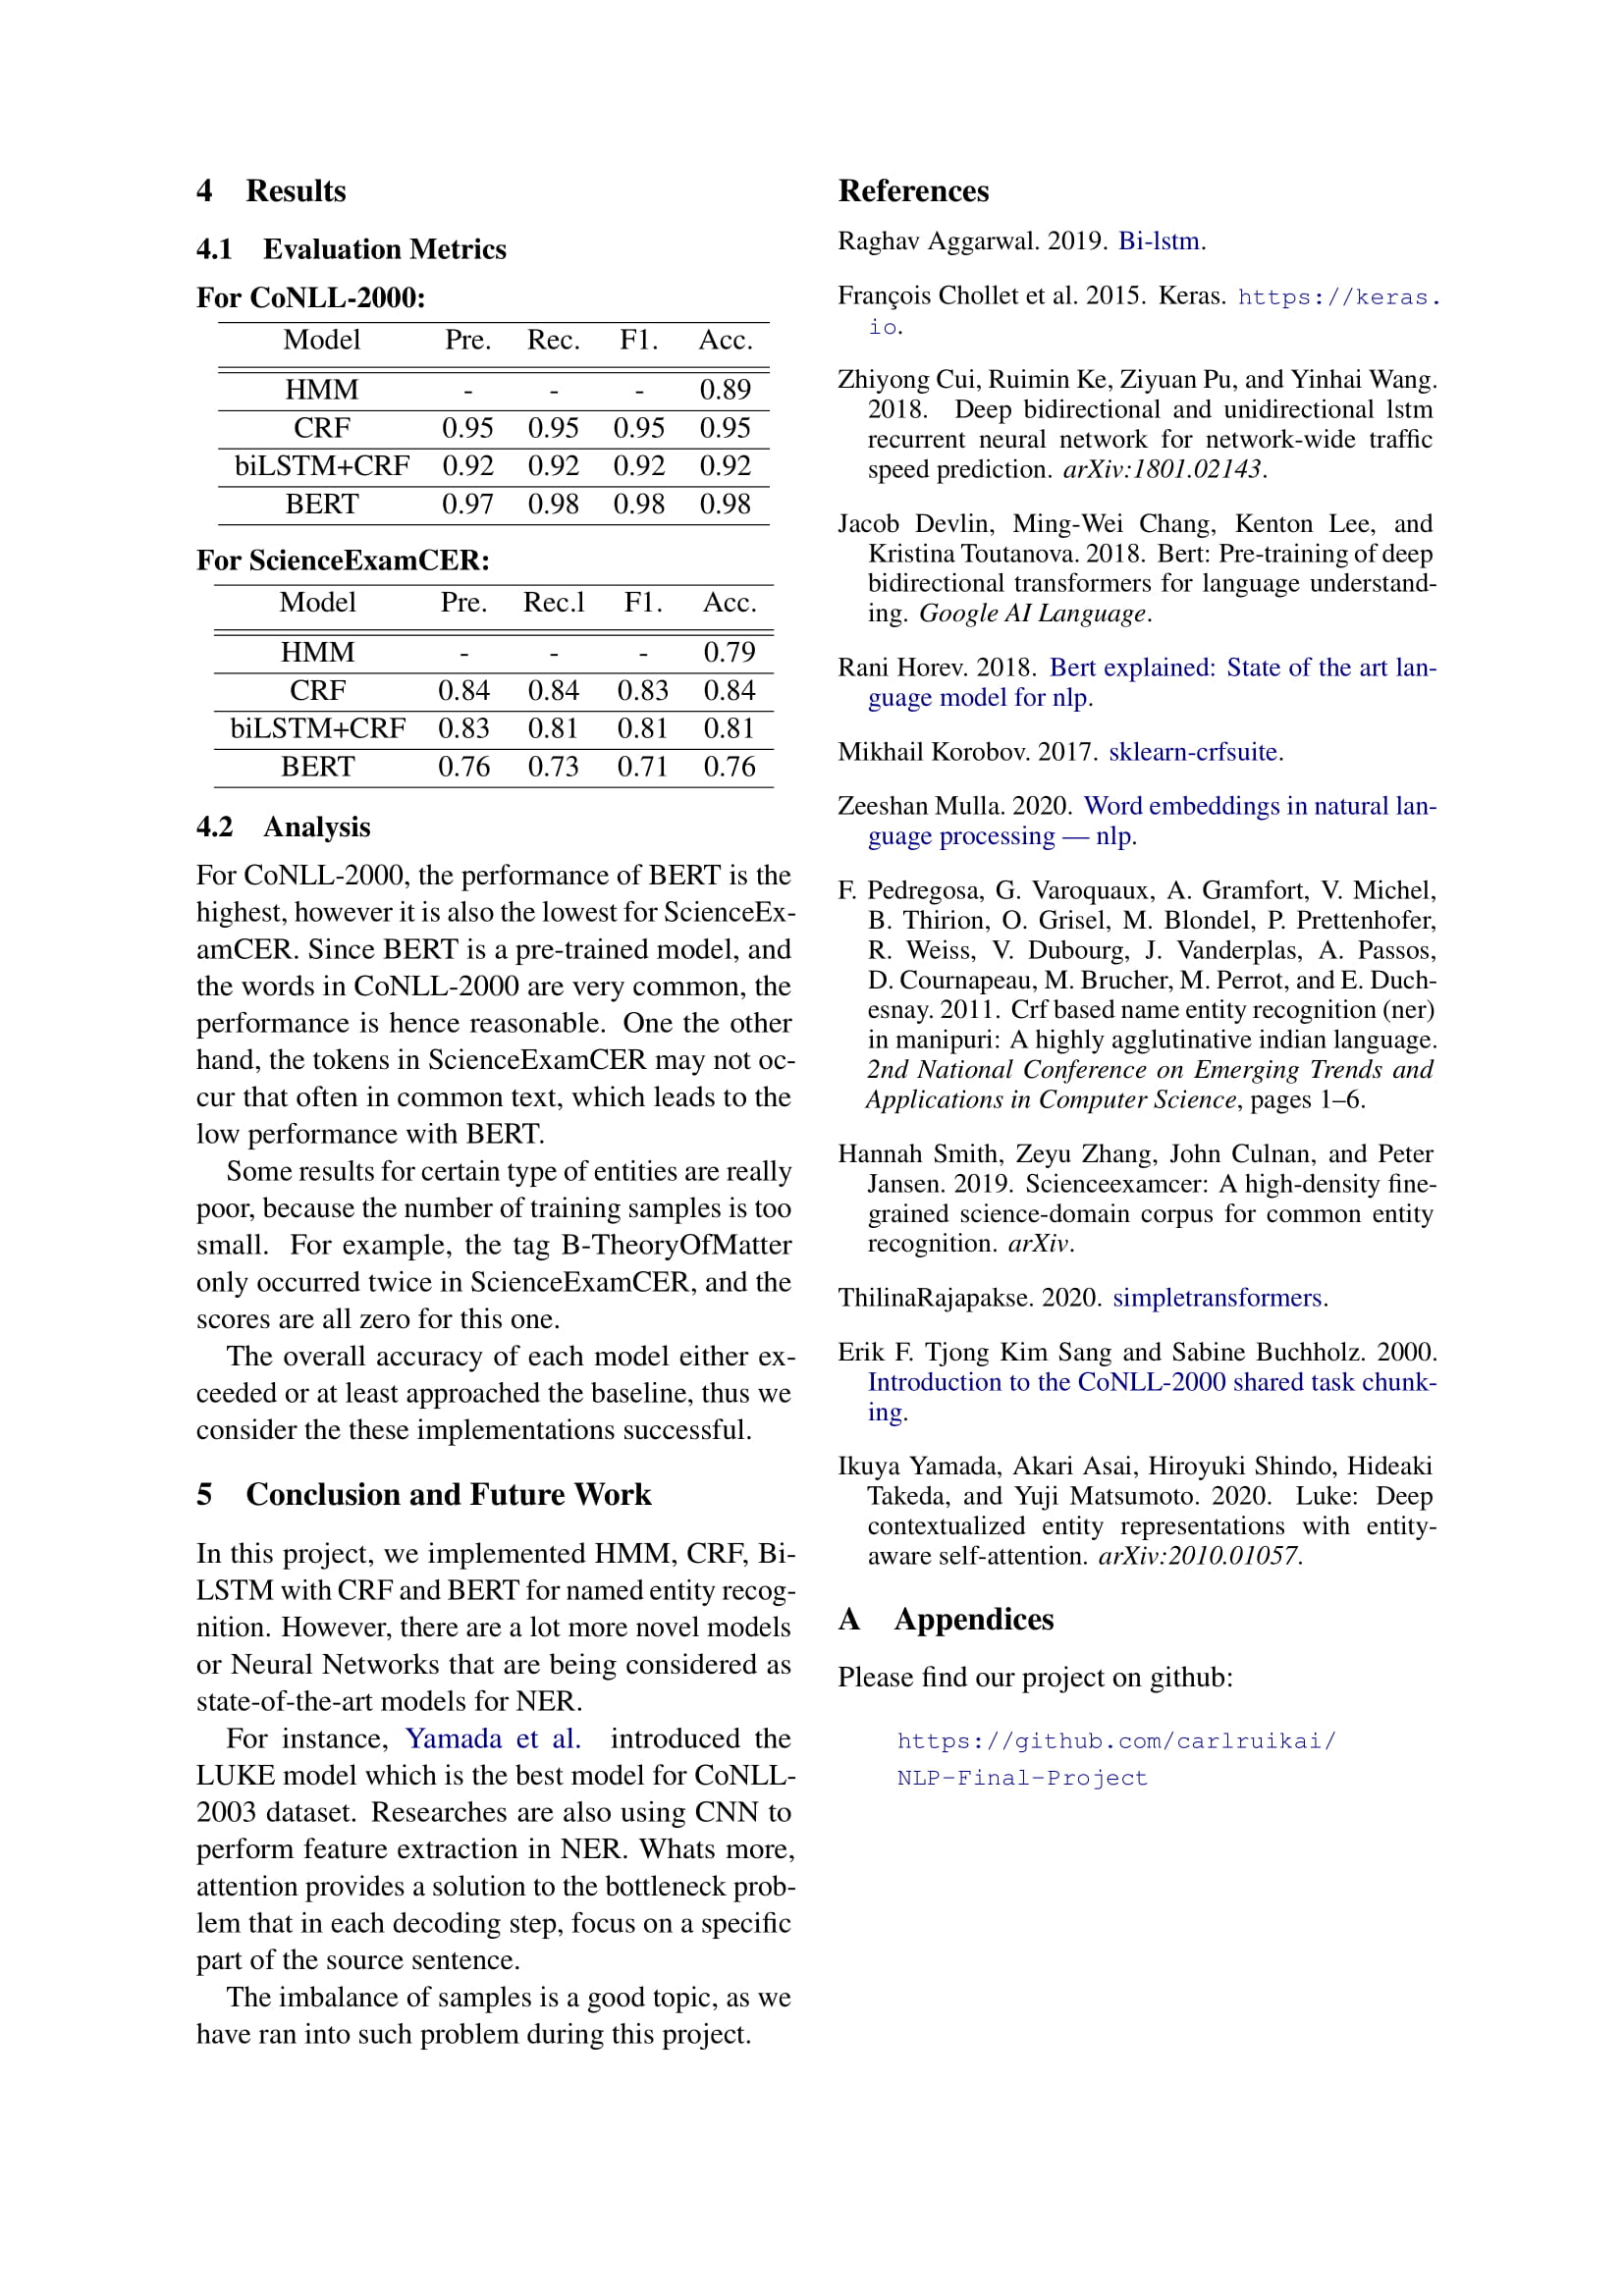 4 Results
4.1 Evaluation Metrics
For CoNLL-2000:
Model Pre. Rec. F1. Acc.
HMM - - - 0.89
CRF 0.95 0.95 0.95 0.95
biLSTM+CRF 0.92 0.92 0.92 0.92
BERT 0.97 0.98 0.98 0.98
For ScienceExamCER:
Model Pre. Rec.l F1. Acc.
HMM - - - 0.79
CRF 0.84 0.84 0.83 0.84
biLSTM+CRF 0.83 0.81 0.81 0.81
BERT 0.76 0.73 0.71 0.76
4.2 Analysis
For CoNLL-2000, the performance of BERT is the
highest, however it is also the lowest for ScienceEx-
amCER. Since BERT is a pre-trained model, and
the words in CoNLL-2000 are very common, the
performance is hence reasonable. One the other
hand, the tokens in ScienceExamCER may not oc-
cur that often in common text, which leads to the
low performance with BERT.
Some results for certain type of entities are really
poor, because the number of training samples is too
small. For example, the tag B-TheoryOfMatter
only occurred twice in ScienceExamCER, and the
scores are all zero for this one.
The overall accuracy of each model either ex-
ceeded or at least approached the baseline, thus we
consider the these implementations successful.
5 Conclusion and Future Work
In this project, we implemented HMM, CRF, Bi-
LSTM with CRF and BERT for named entity recog-
nition. However, there are a lot more novel models
or Neural Networks that are being considered as
state-of-the-art models for NER.
For instance, Yamada et al. introduced the
LUKE model which is the best model for CoNLL-
2003 dataset. Researches are also using CNN to
perform feature extraction in NER. Whats more,
attention provides a solution to the bottleneck prob-
lem that in each decoding step, focus on a specific
part of the source sentence.
The imbalance of samples is a good topic, as we
have ran into such problem during this project.
References
Raghav Aggarwal. 2019. Bi-lstm.
François Chollet et al. 2015. Keras. https://keras.
io.
Zhiyong Cui, Ruimin Ke, Ziyuan Pu, and Yinhai Wang.
2018. Deep bidirectional and unidirectional lstm
recurrent neural network for network-wide traffic
speed prediction. arXiv:1801.02143.
Jacob Devlin, Ming-Wei Chang, Kenton Lee, and
Kristina Toutanova. 2018. Bert: Pre-training of deep
bidirectional transformers for language understand-
ing. Google AI Language.
Rani Horev. 2018. Bert explained: State of the art lan-
guage model for nlp.
Mikhail Korobov. 2017. sklearn-crfsuite.
Zeeshan Mulla. 2020. Word embeddings in natural lan-
guage processing — nlp.
F. Pedregosa, G. Varoquaux, A. Gramfort, V. Michel,
B. Thirion, O. Grisel, M. Blondel, P. Prettenhofer,
R. Weiss, V. Dubourg, J. Vanderplas, A. Passos,
D. Cournapeau, M. Brucher, M. Perrot, and E. Duch-
esnay. 2011. Crf based name entity recognition (ner)
in manipuri: A highly agglutinative indian language.
2nd National Conference on Emerging Trends and
Applications in Computer Science, pages 1–6.
Hannah Smith, Zeyu Zhang, John Culnan, and Peter
Jansen. 2019. Scienceexamcer: A high-density fine-
grained science-domain corpus for common entity
recognition. arXiv.
ThilinaRajapakse. 2020. simpletransformers.
Erik F. Tjong Kim Sang and Sabine Buchholz. 2000.
Introduction to the CoNLL-2000 shared task chunk-
ing.
Ikuya Yamada, Akari Asai, Hiroyuki Shindo, Hideaki
Takeda, and Yuji Matsumoto. 2020. Luke: Deep
contextualized entity representations with entity-
aware self-attention. arXiv:2010.01057.
A Appendices
Please find our project on github:
https://github.com/carlruikai/
NLP-Final-Project